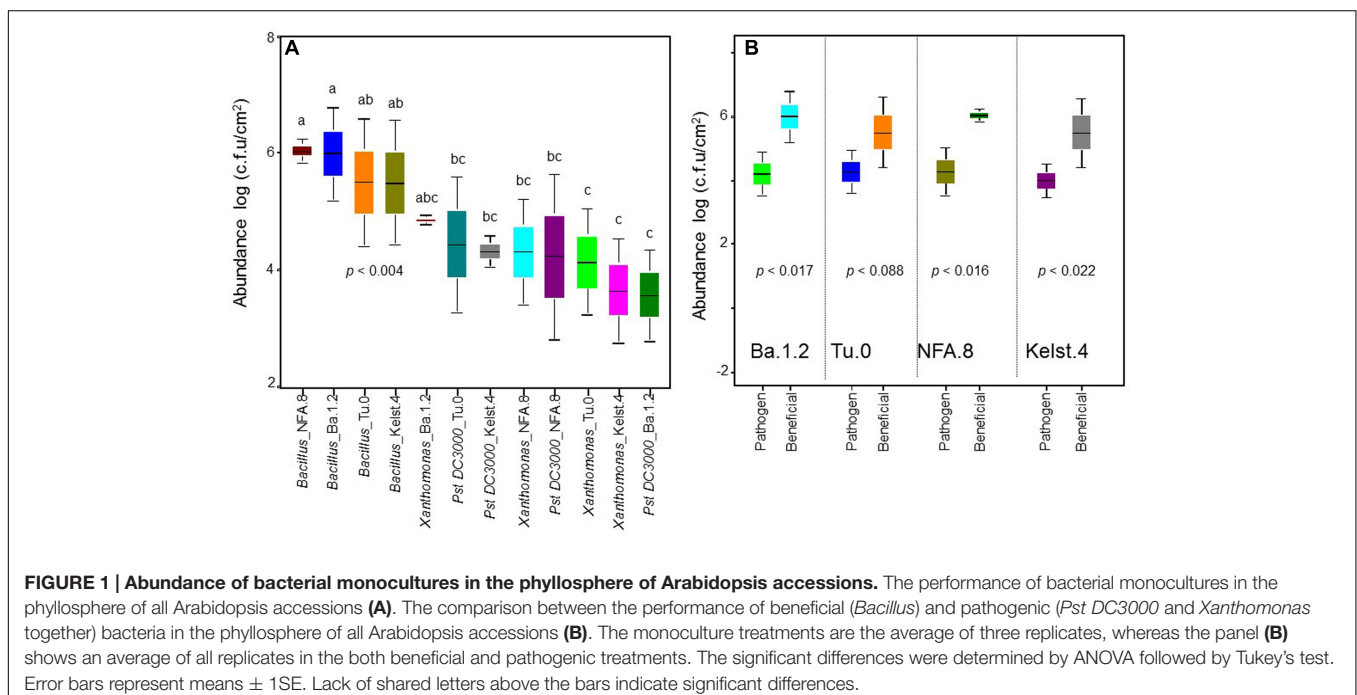 A
8
6
4
2
Abundance log (c.f.u/cm²)
a
a
ab
ab
abc
bc
bc
bc
bc
c
c
c
p < 0.004
Bacillus_NFA.8
Bacillus_Ba.1.2
Bacillus_Tu.0
Bacillus_Kelst.4
Xanthomonas_Ba.1.2
Pst DC3000_Tu.0
Pst DC3000_Kelst.4
Xanthomonas_NFA.8
Pst DC3000_NFA.8
Xanthomonas_Tu.0
Xanthomonas_Kelst.4
Pst DC3000_Ba.1.2
B
6
2
-2
Abundance log (c.f.u/cm²)
p < 0.017
p < 0.088
p < 0.016
p < 0.022
Ba.1.2
Tu.0
NFA.8
Kelst.4
Pathogen
Beneficial
Pathogen
Beneficial
Pathogen
Beneficial
Pathogen
Beneficial
FIGURE 1 | Abundance of bacterial monocultures in the phyllosphere of Arabidopsis accessions. The performance of bacterial monocultures in the
phyllosphere of all Arabidopsis accessions (A). The comparison between the performance of beneficial (Bacillus) and pathogenic (Pst DC3000 and Xanthomonas
together) bacteria in the phyllosphere of all Arabidopsis accessions (B). The monoculture treatments are the average of three replicates, whereas the panel (B)
shows an average of all replicates in the both beneficial and pathogenic treatments. The significant differences were determined by ANOVA followed by Tukey's test.
Error bars represent means ± 1SE. Lack of shared letters above the bars indicate significant differences.